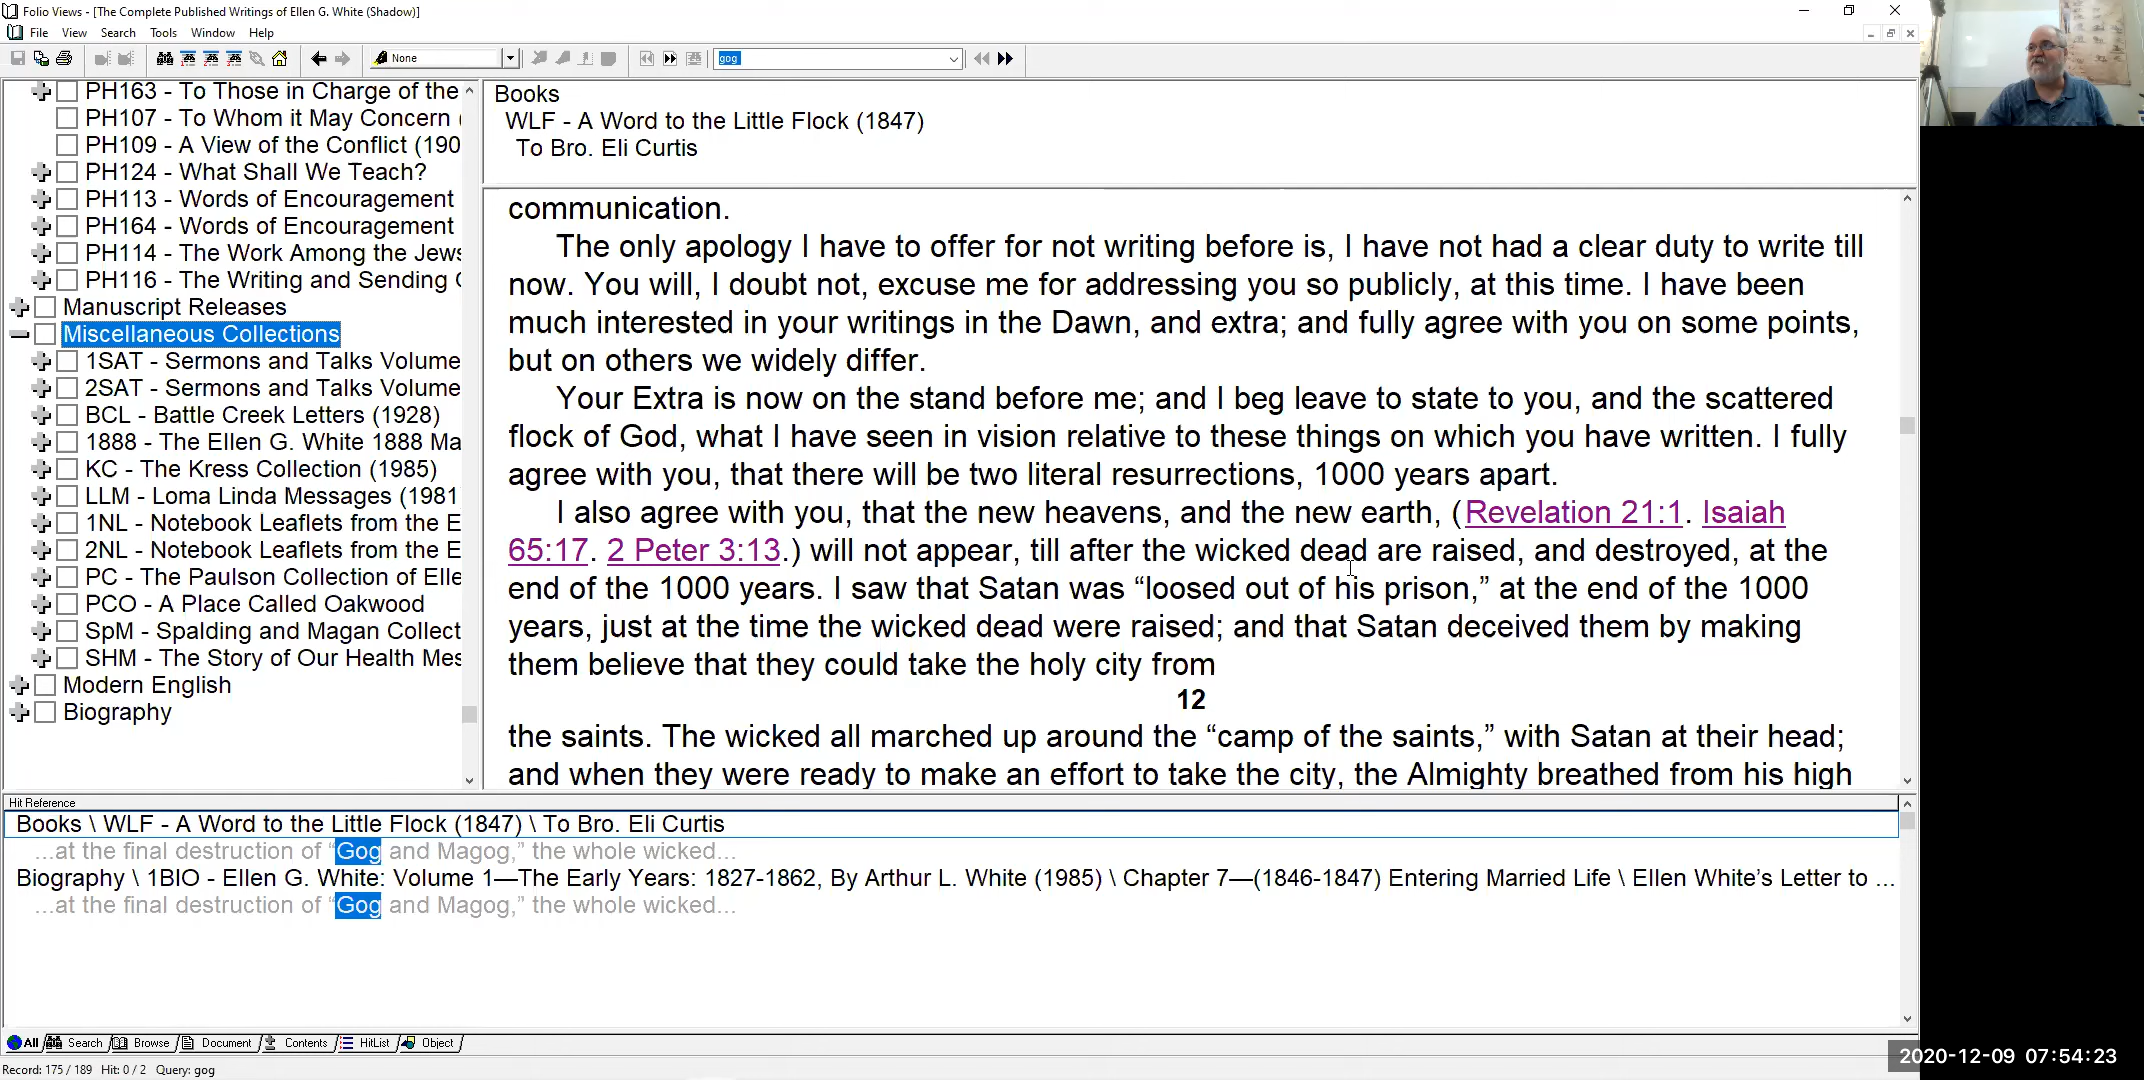 Folio Views - [The Complete Published Writings of Ellen G. White (Shadow)]
File View Search Tools Window Help
None
gog
PH163 - To Those in Charge of the
PH107 - To Whom it May Concern (
PH109 - A View of the Conflict (190
PH124 - What Shall We Teach?
PH113 - Words of Encouragement
PH164 - Words of Encouragement
PH114 - The Work Among the Jews
PH116 - The Writing and Sending
Manuscript Releases
Miscellaneous Collections
1SAT - Sermons and Talks Volume
2SAT - Sermons and Talks Volume
BCL - Battle Creek Letters (1928)
1888 - The Ellen G. White 1888 Ma
KC - The Kress Collection (1985)
LLM - Loma Linda Messages (1981
1NL - Notebook Leaflets from the E
2NL - Notebook Leaflets from the E
PC - The Paulson Collection of Elle
PCO - A Place Called Oakwood
SpM - Spalding and Magan Collect
SHM - The Story of Our Health Mes
Modern English
Biography
Books
WLF - A Word to the Little Flock (1847)
To Bro. Eli Curtis
communication.
The only apology I have to offer for not writing before is, I have not had a clear duty to write till
now. You will, I doubt not, excuse me for addressing you so publicly, at this time. I have been
much interested in your writings in the Dawn, and extra; and fully agree with you on some points,
but on others we widely differ.
Your Extra is now on the stand before me; and I beg leave to state to you, and the scattered
flock of God, what I have seen in vision relative to these things on which you have written. I fully
agree with you, that there will be two literal resurrections, 1000 years apart.
I also agree with you, that the new heavens, and the new earth, (Revelation 21:1. Isaiah
65:17. 2 Peter 3:13.) will not appear, till after the wicked dead are raised, and destroyed, at the
end of the 1000 years. I saw that Satan was “loosed out of his prison,” at the end of the 1000
years, just at the time the wicked dead were raised; and that Satan deceived them by making
them believe that they could take the holy city from
12
the saints. The wicked all marched up around the “camp of the saints,” with Satan at their head;
and when they were ready to make an effort to take the city, the Almighty breathed from his high
Hit Reference
Books \ WLF - A Word to the Little Flock (1847) \ To Bro. Eli Curtis
...at the final destruction of “Gog and Magog,” the whole wicked...
Biography \ 1BIO - Ellen G. White: Volume 1—The Early Years: 1827-1862, By Arthur L. White (1985) \ Chapter 7—(1846-1847) Entering Married Life \ Ellen White’s Letter to ...
...at the final destruction of “Gog and Magog,” the whole wicked...
All Search Browse Document Contents HitList Object
2020-12-09 07:54:23
Record: 175 / 189 Hit: 0 / 2 Query: gog